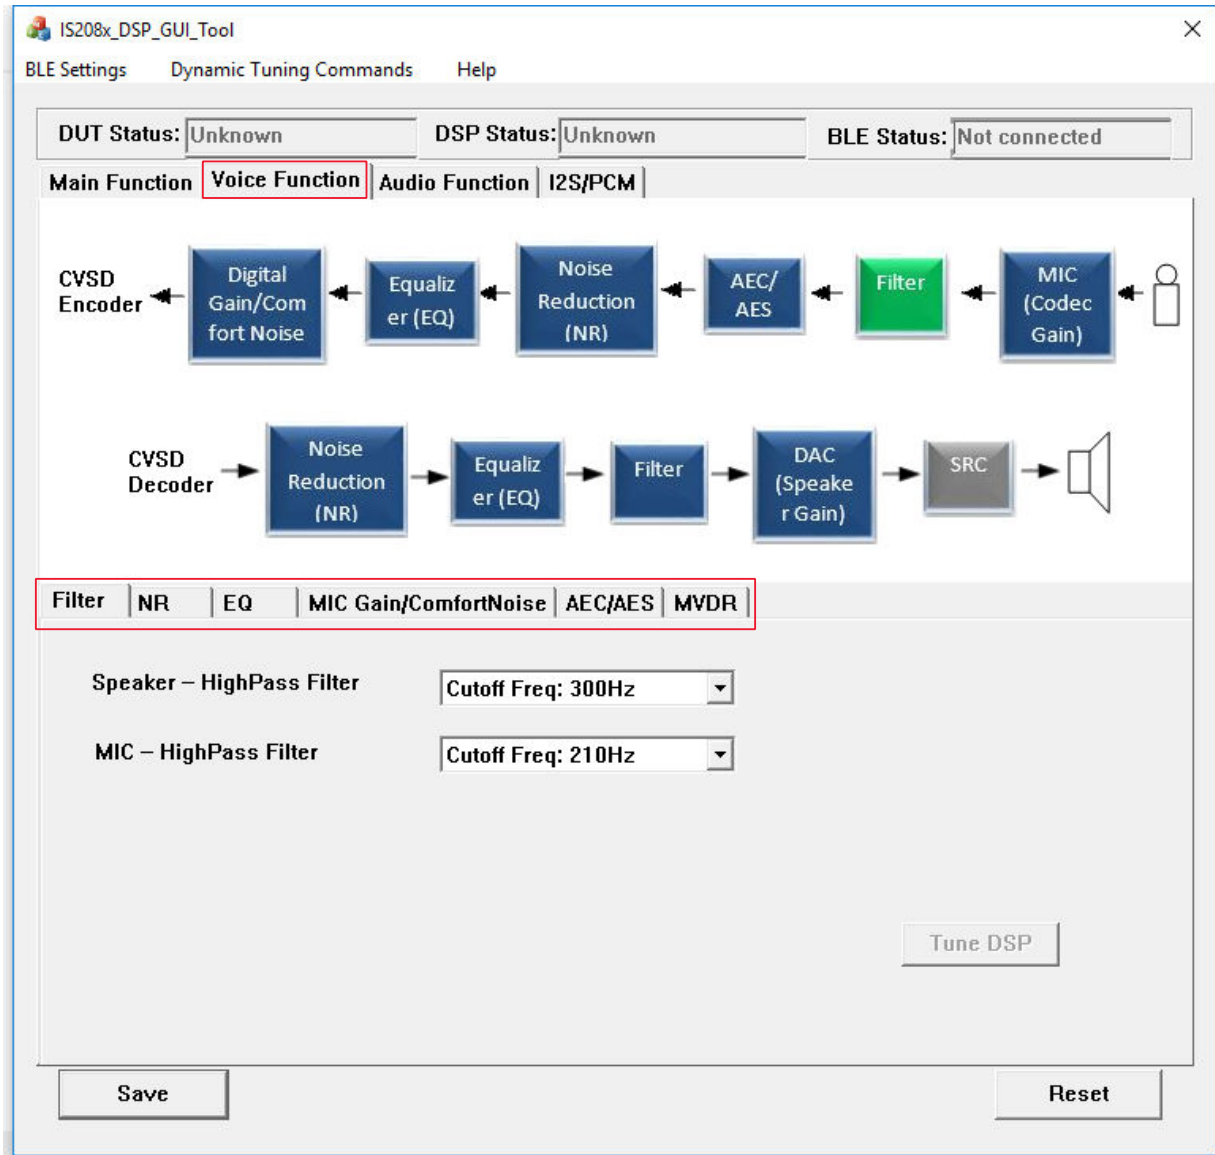 IS208x_DSP_GUI_Tool
BLE Settings Dynamic Tuning Commands Help
DUT Status: Unknown DSP Status: Unknown BLE Status: Not connected
Main Function Voice Function Audio Function I2S/PCM
CVSD
Encoder
Digital
Gain/Com
fort Noise
Equaliz
er (EQ)
Noise
Reduction
(NR)
AEC/
AES
Filter
MIC
(Codec
Gain)
CVSD
Decoder
Noise
Reduction
(NR)
Equaliz
er (EQ)
Filter
DAC
(Speake
r Gain)
SRC
Filter NR EQ MIC Gain/ComfortNoise AEC/AES MVDR
Speaker – HighPass Filter Cutoff Freq: 300Hz
MIC – HighPass Filter Cutoff Freq: 210Hz
Tune DSP
Save Reset